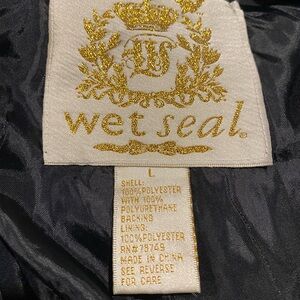 WS
wet seal.
L
SHELL:
100%POLYESTER
WITH 100%
POLYURETHANE
BACKING
LINING:
100%POLYESTER
RN#79749
MADE IN CHINA
SEE REVERSE
FOR CARE